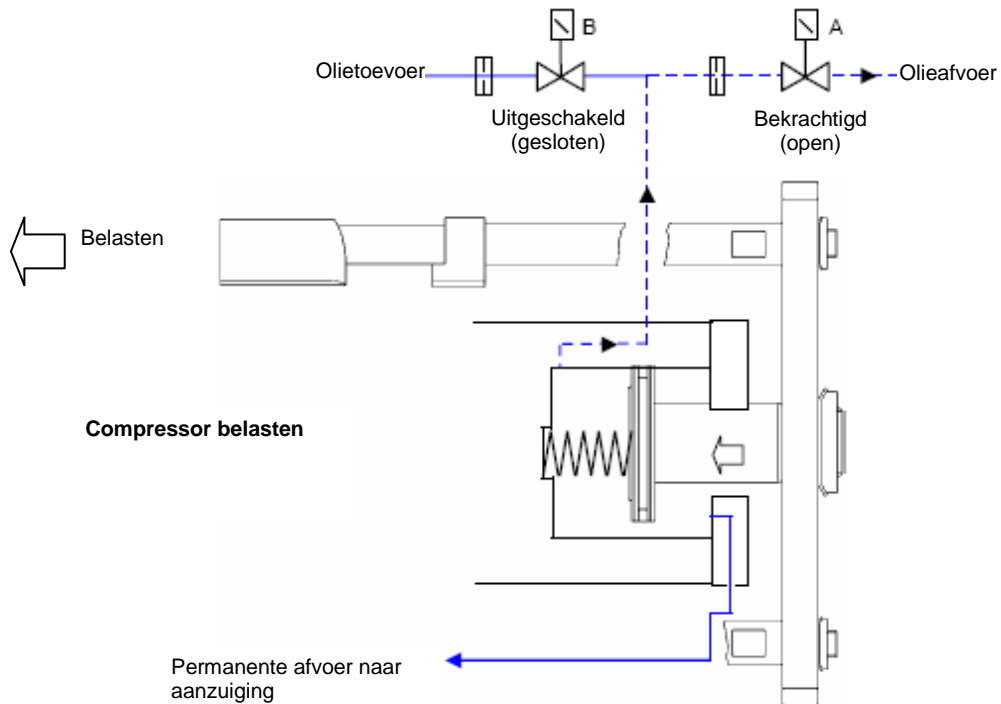 B
A
Olietoevoer
Olieafvoer
Uitgeschakeld
(gesloten)
Bekrachtigd
(open)
Belasten
Compressor belasten
Permanente afvoer naar
aanzuiging